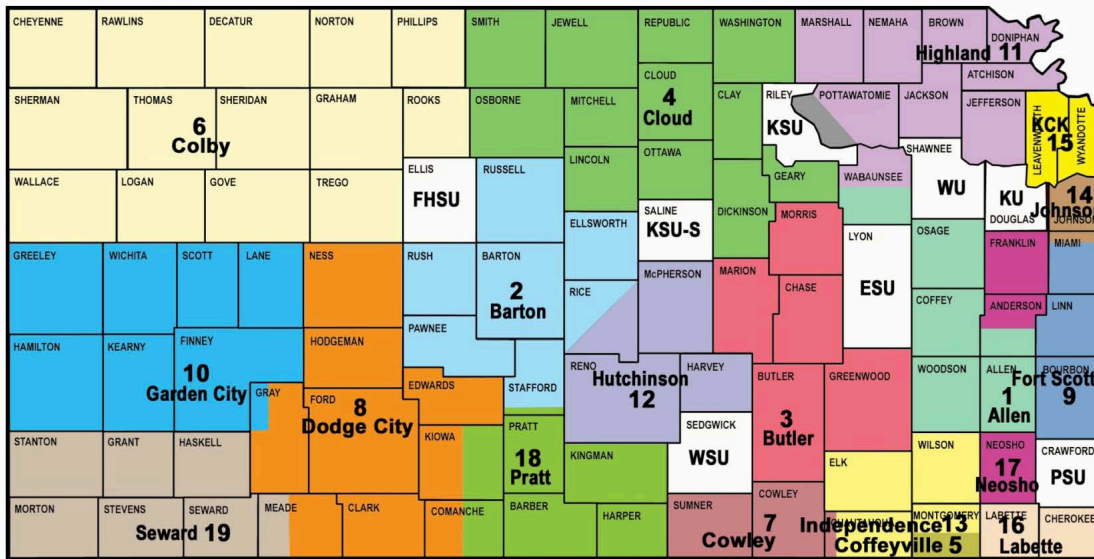 CHEYENNE
RAWLINS
DECATUR
NORTON
PHILLIPS
SMITH
JEWELL
REPUBLIC
WASHINGTON
MARSHALL
NEMAHA
BROWN
DONIPHAN
Highland 11
ATCHISON
SHERMAN
THOMAS
SHERIDAN
GRAHAM
ROOKS
OSBORNE
MITCHELL
CLOUD
4
Cloud
CLAY
RILEY
KSU
POTTAWATOMIE
JACKSON
JEFFERSON
LEAVENWORTH
WYANDOTTE
KCK
15
6
Colby
WALLACE
LOGAN
GOVE
TREGO
ELLIS
FHSU
RUSSELL
LINCOLN
OTTAWA
GEARY
WABAUNSEE
SHAWNEE
WU
KU
DOUGLAS
14
Johnson
JOHNSON
ELLSWORTH
SALINE
KSU-S
DICKINSON
MORRIS
LYON
ESU
OSAGE
FRANKLIN
MIAMI
GREELEY
WICHITA
SCOTT
LANE
NESS
RUSH
BARTON
2
Barton
RICE
McPHERSON
MARION
CHASE
COFFEY
ANDERSON
LINN
HAMILTON
KEARNY
FINNEY
10
Garden City
HODGEMAN
PAWNEE
STAFFORD
RENO
Hutchinson
12
HARVEY
BUTLER
3
Butler
GREENWOOD
WOODSON
ALLEN
1
Allen
BOURBON
Fort Scott
9
GRAY
FORD
8
Dodge City
EDWARDS
KIOWA
PRATT
18
Pratt
KINGMAN
SEDGWICK
WSU
ELK
WILSON
NEOSHO
17
Neosho
CRAWFORD
PSU
STANTON
GRANT
HASKELL
MORTON
STEVENS
SEWARD
Seward 19
MEADE
CLARK
COMANCHE
BARBER
HARPER
SUMNER
Cowley
COWLEY
7
CHAUTAUQUA
MONTGOMERY
Independence 13
Coffeyville 5
LABETTE
16
Labette
CHEROKEE